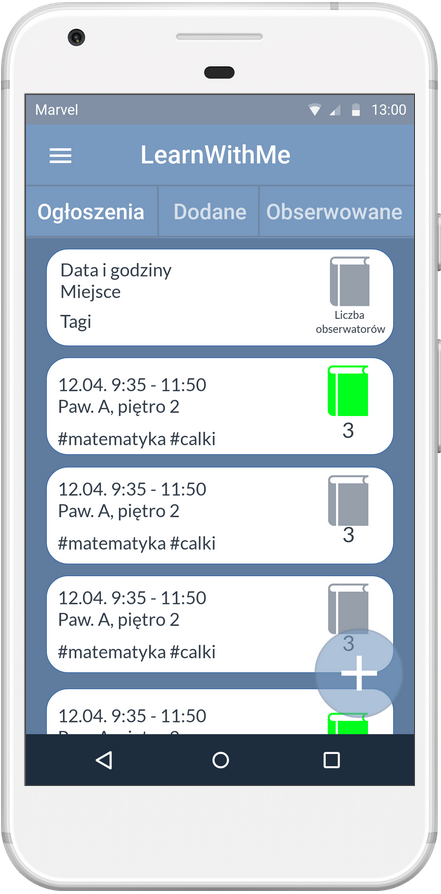 Marvel 13:00
LearnWithMe
Ogłoszenia Dodane Obserwowane
Data i godziny
Miejsce
Tagi
Liczba
obserwatorów
12.04. 9:35 - 11:50
Paw. A, piętro 2
#matematyka #calki
3
12.04. 9:35 - 11:50
Paw. A, piętro 2
#matematyka #calki
3
12.04. 9:35 - 11:50
Paw. A, piętro 2
#matematyka #calki
3
12.04. 9:35 - 11:50